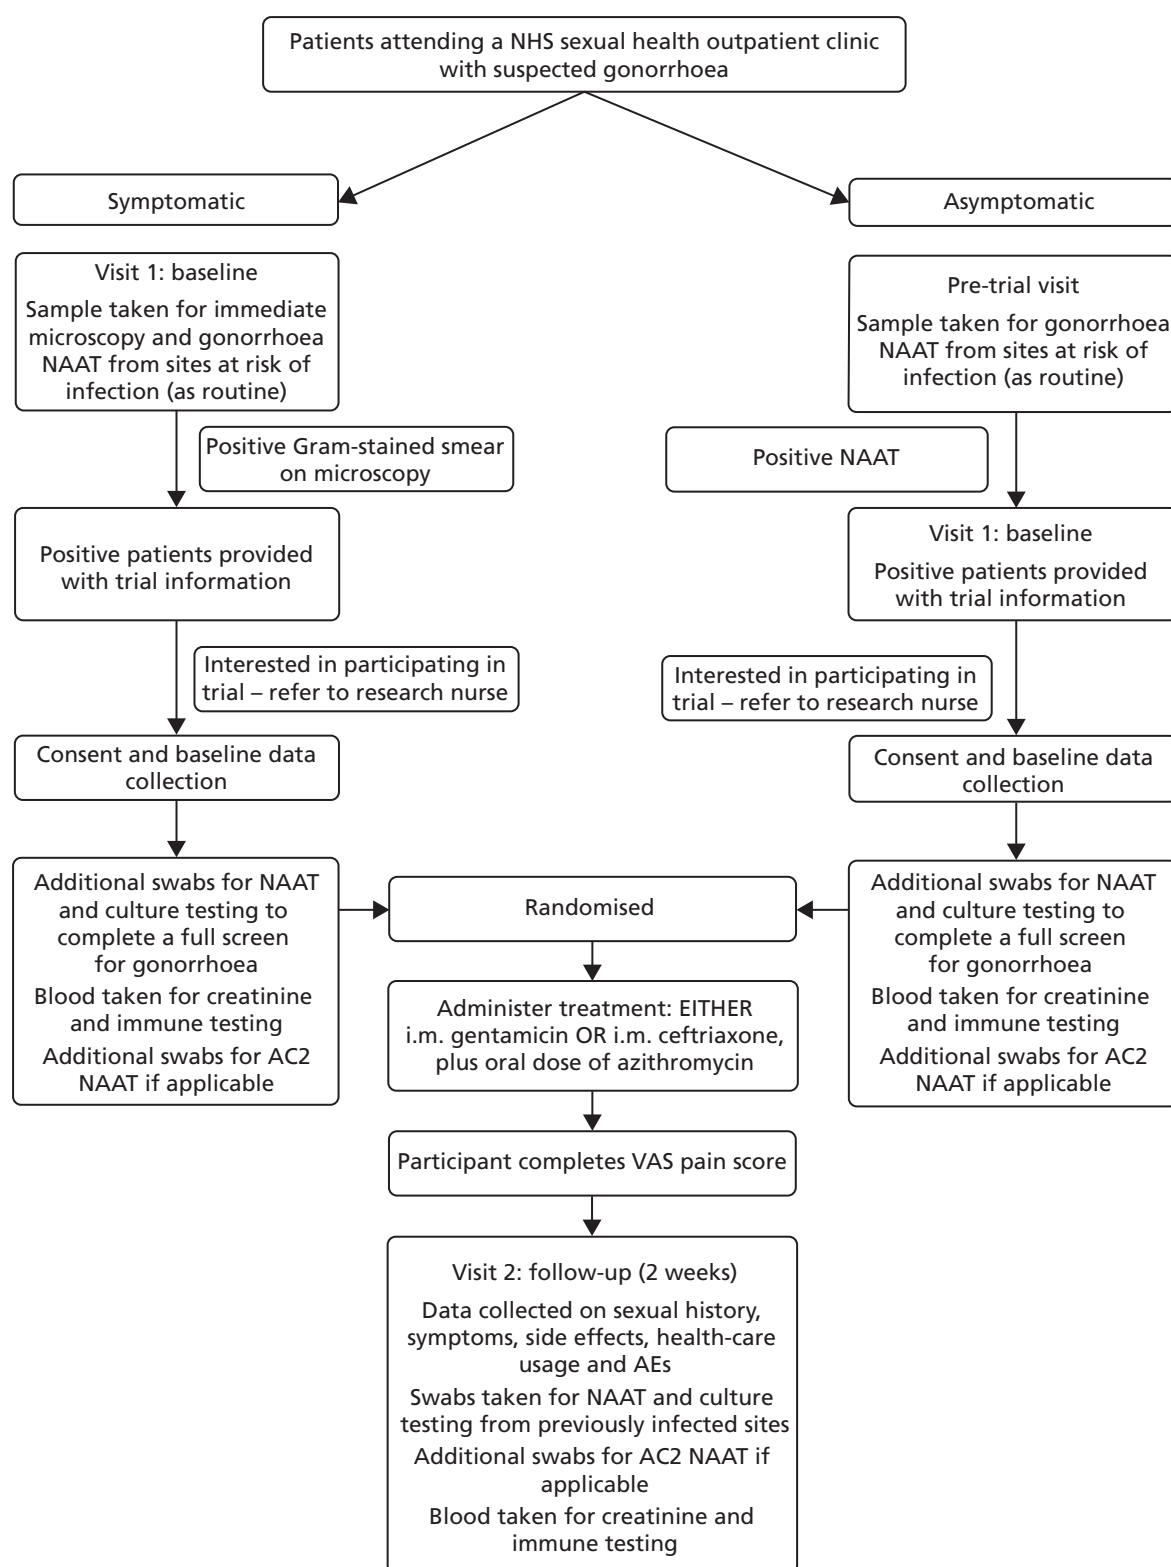 Patients attending a NHS sexual health outpatient clinic
with suspected gonorrhoea
Symptomatic
Asymptomatic
Visit 1: baseline
Sample taken for immediate
microscopy and gonorrhoea
NAAT from sites at risk of
infection (as routine)
Pre-trial visit
Sample taken for gonorrhoea
NAAT from sites at risk of
infection (as routine)
Positive Gram-stained smear
on microscopy
Positive NAAT
Positive patients provided
with trial information
Visit 1: baseline
Positive patients provided
with trial information
Interested in participating in
trial – refer to research nurse
Interested in participating in
trial – refer to research nurse
Consent and baseline data
collection
Consent and baseline data
collection
Additional swabs for NAAT
and culture testing to
complete a full screen
for gonorrhoea
Blood taken for creatinine
and immune testing
Additional swabs for AC2
NAAT if applicable
Randomised
Additional swabs for NAAT
and culture testing to
complete a full screen
for gonorrhoea
Blood taken for creatinine
and immune testing
Additional swabs for AC2
NAAT if applicable
Administer treatment: EITHER
i.m. gentamicin OR i.m. ceftriaxone,
plus oral dose of azithromycin
Participant completes VAS pain score
Visit 2: follow-up (2 weeks)
Data collected on sexual history,
symptoms, side effects, health-care
usage and AEs
Swabs taken for NAAT and culture
testing from previously infected sites
Additional swabs for AC2 NAAT if
applicable
Blood taken for creatinine and
immune testing